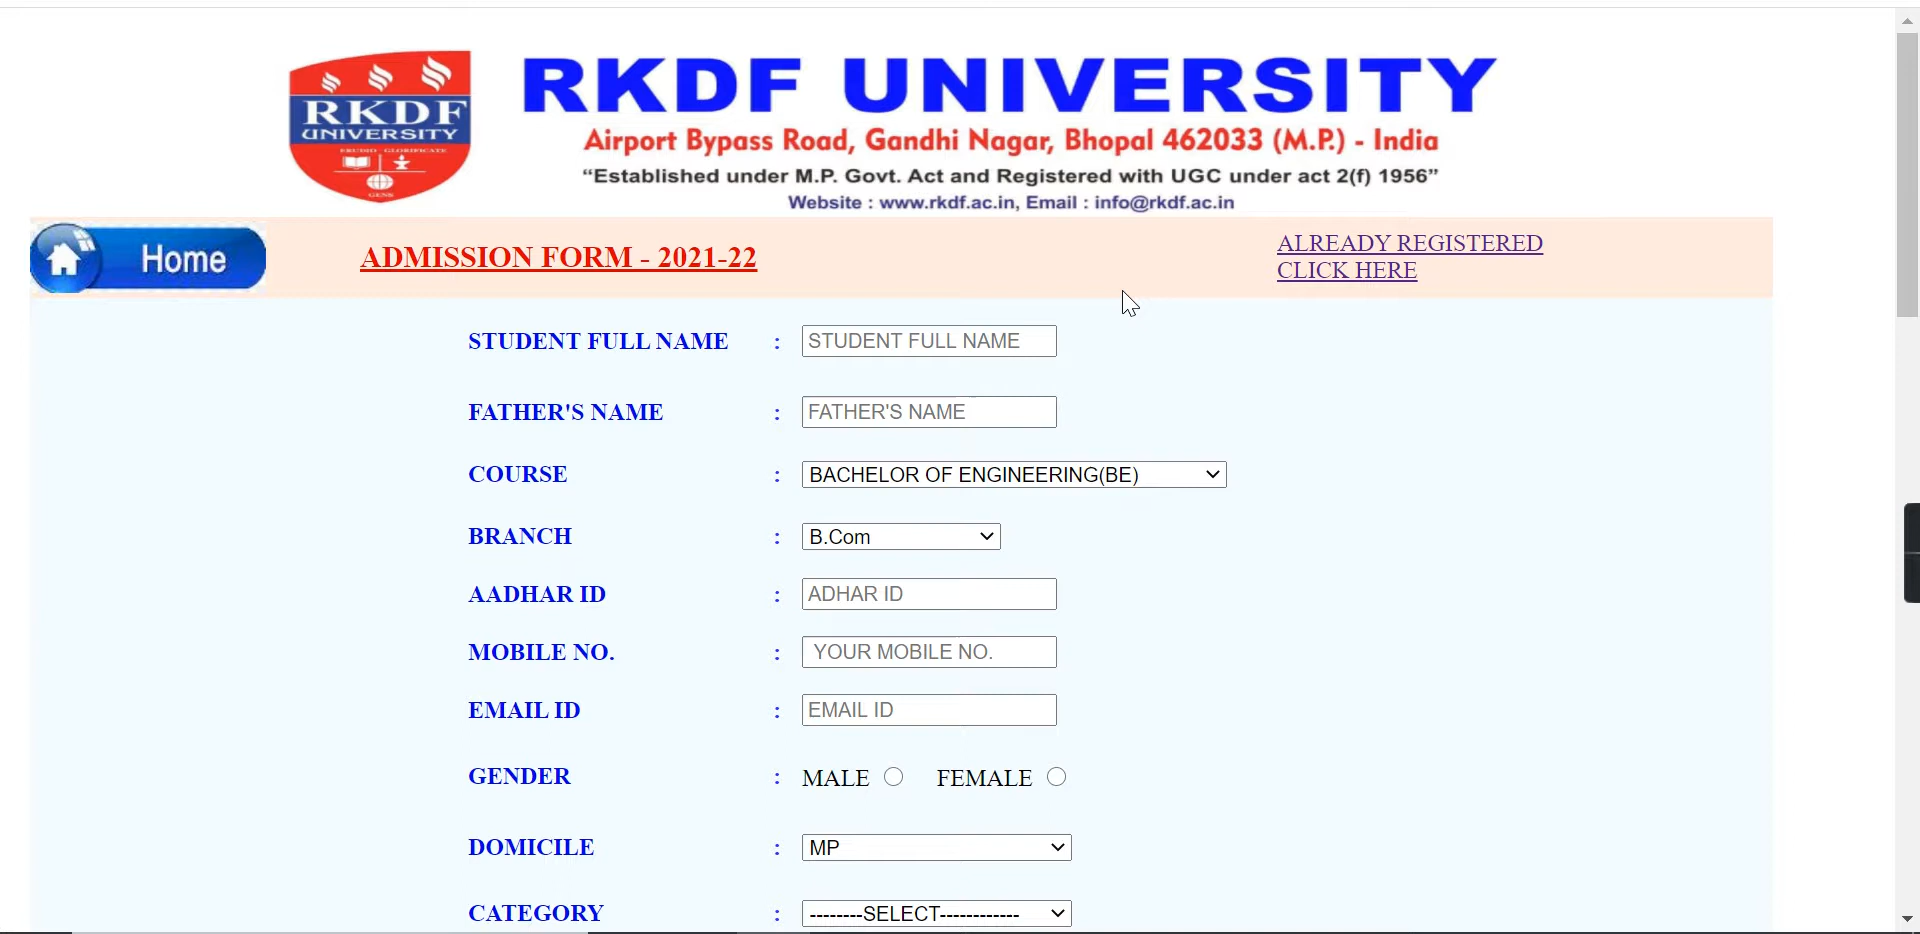 RKDF
UNIVERSITY
ERUDIO GLORIFICATE
GENS
RKDF UNIVERSITY
Airport Bypass Road, Gandhi Nagar, Bhopal 462033 (M.P.) - India
“Established under M.P. Govt. Act and Registered with UGC under act 2(f) 1956”
Website : www.rkdf.ac.in, Email : info@rkdf.ac.in
Home
ADMISSION FORM - 2021-22
ALREADY REGISTERED
CLICK HERE
STUDENT FULL NAME : STUDENT FULL NAME
FATHER'S NAME : FATHER'S NAME
COURSE : BACHELOR OF ENGINEERING(BE)
BRANCH : B.Com
AADHAR ID : ADHAR ID
MOBILE NO. : YOUR MOBILE NO.
EMAIL ID : EMAIL ID
GENDER : MALE FEMALE
DOMICILE : MP
CATEGORY : --------SELECT------------